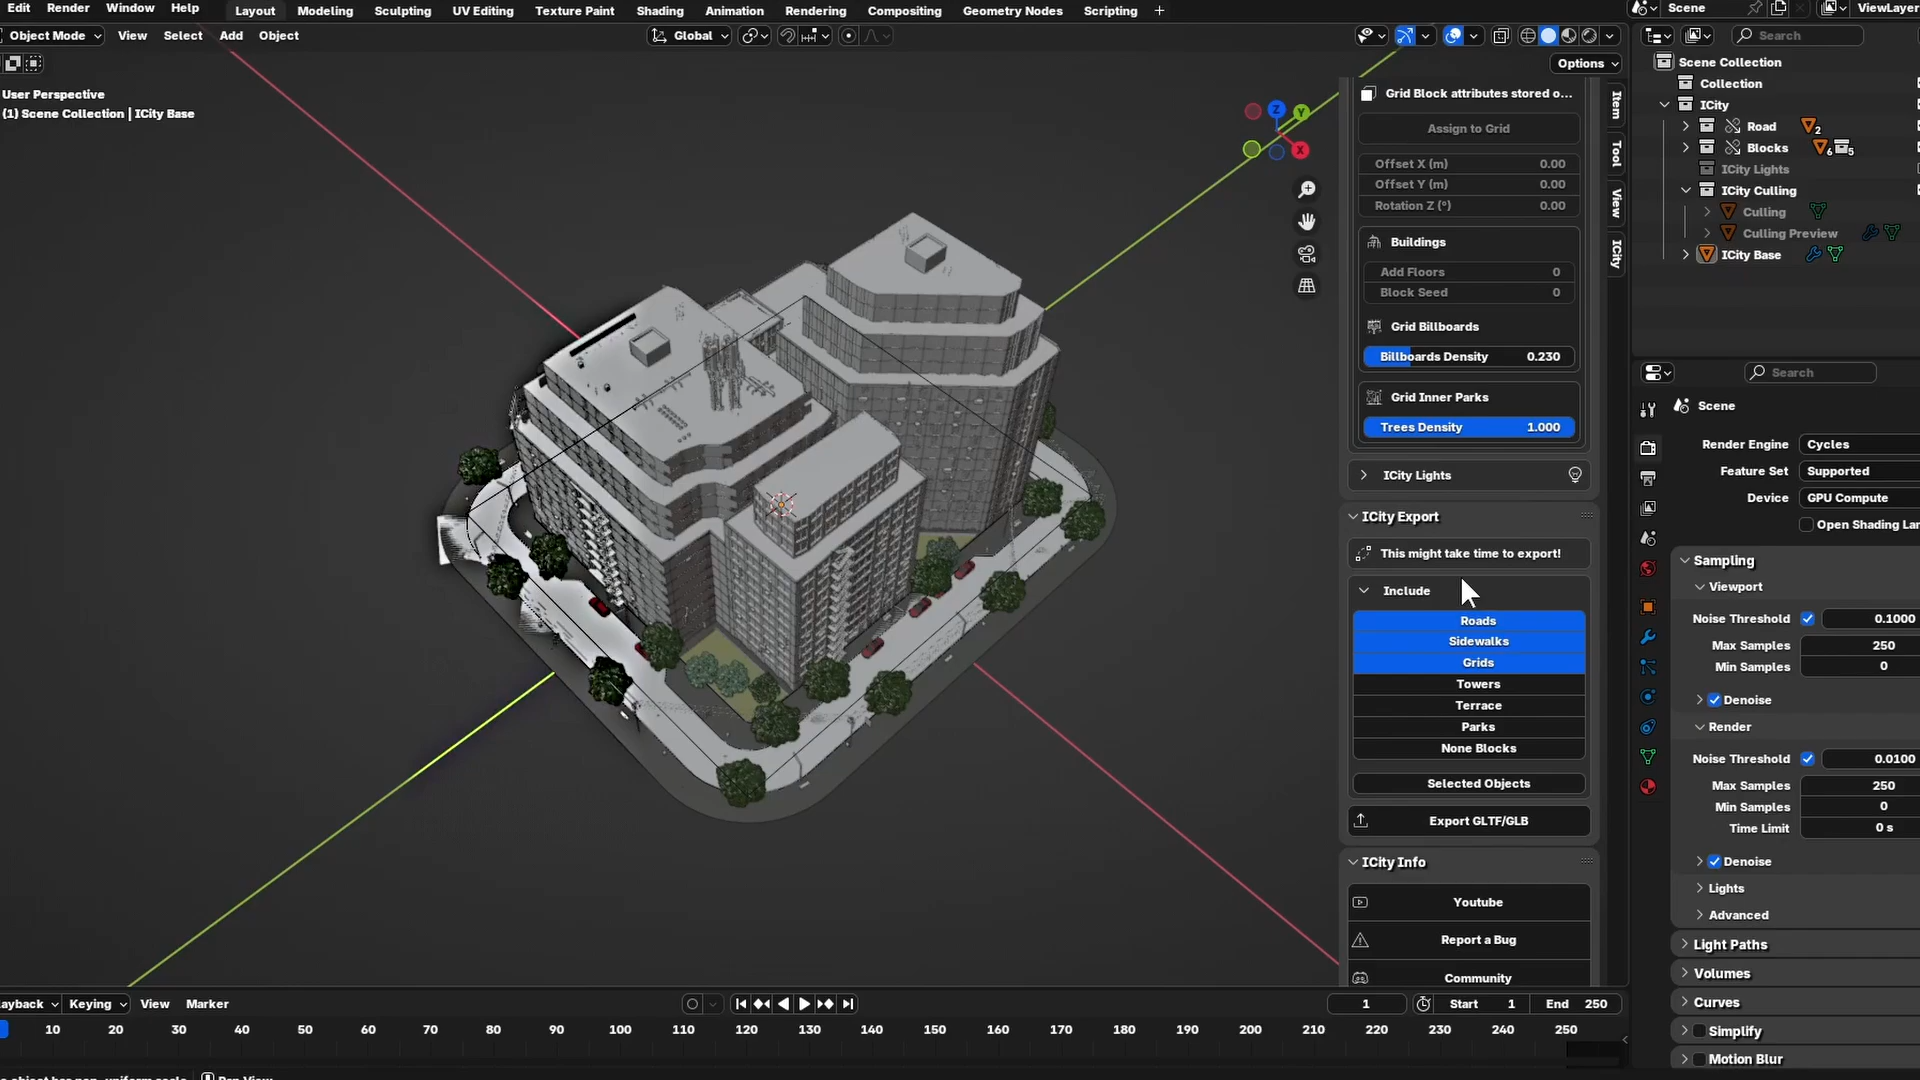 Edit Render Window Help Layout Modeling Sculpting UV Editing Texture Paint Shading Animation Rendering Compositing Geometry Nodes Scripting + Scene ViewLayer
Object Mode View Select Add Object Global Search
Options
User Perspective
(1) Scene Collection | ICity Base
Z
Y
X
Grid Block attributes stored o...
Assign to Grid
Offset X (m) 0.00
Offset Y (m) 0.00
Rotation Z (°) 0.00
Buildings
Add Floors 0
Block Seed 0
Grid Billboards
Billboards Density 0.230
Grid Inner Parks
Trees Density 1.000
ICity Lights
ICity Export
This might take time to export!
Include
Roads
Sidewalks
Grids
Towers
Terrace
Parks
None Blocks
Selected Objects
Export GLTF/GLB
ICity Info
Youtube
Report a Bug
Community
Item
Tool
View
ICity
Scene Collection
Collection
ICity
Road 2
Blocks 6 5
ICity Lights
ICity Culling
Culling
Culling Preview
ICity Base
Search
Scene
Render Engine Cycles
Feature Set Supported
Device GPU Compute
Open Shading Lan
Sampling
Viewport
Noise Threshold 0.1000
Max Samples 250
Min Samples 0
Denoise
Render
Noise Threshold 0.0100
Max Samples 250
Min Samples 0
Time Limit 0 s
Denoise
Lights
Advanced
Light Paths
Volumes
Curves
Simplify
Motion Blur
ayback Keying View Marker 1 Start 1 End 250
10 20 30 40 50 60 70 80 90 100 110 120 130 140 150 160 170 180 190 200 210 220 230 240 250
Pan View